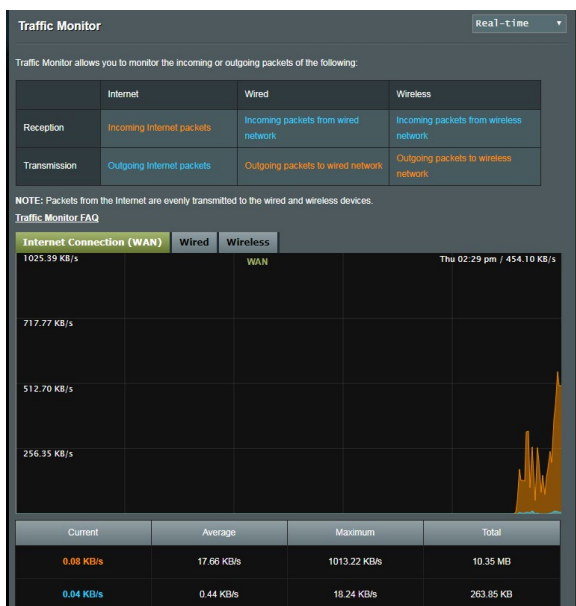 Traffic Monitor
Real-time
Traffic Monitor allows you to monitor the incoming or outgoing packets of the following:
Internet Wired Wireless
Reception Incoming Internet packets Incoming packets from wired network Incoming packets from wireless network
Transmission Outgoing Internet packets Outgoing packets to wired network Outgoing packets to wireless network
NOTE: Packets from the Internet are evenly transmitted to the wired and wireless devices.
Traffic Monitor FAQ
Internet Connection (WAN) Wired Wireless
1025.39 KB/s WAN Thu 02:29 pm / 454.10 KB/s
717.77 KB/s
512.70 KB/s
256.35 KB/s
Current Average Maximum Total
0.08 KB/s 17.66 KB/s 1013.22 KB/s 10.35 MB
0.04 KB/s 0.44 KB/s 18.24 KB/s 263.85 KB